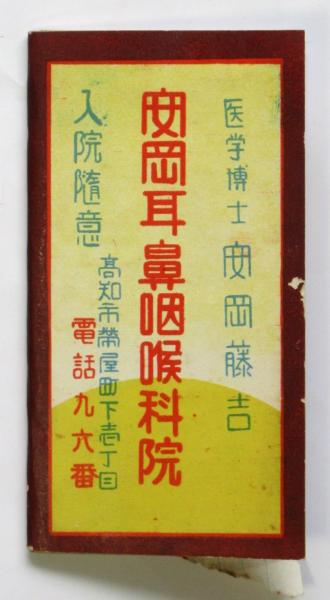 医学博士 安岡藤吉
安岡耳鼻咽喉科院
入院随意
高知市帯屋町下壱丁目
電話九六番